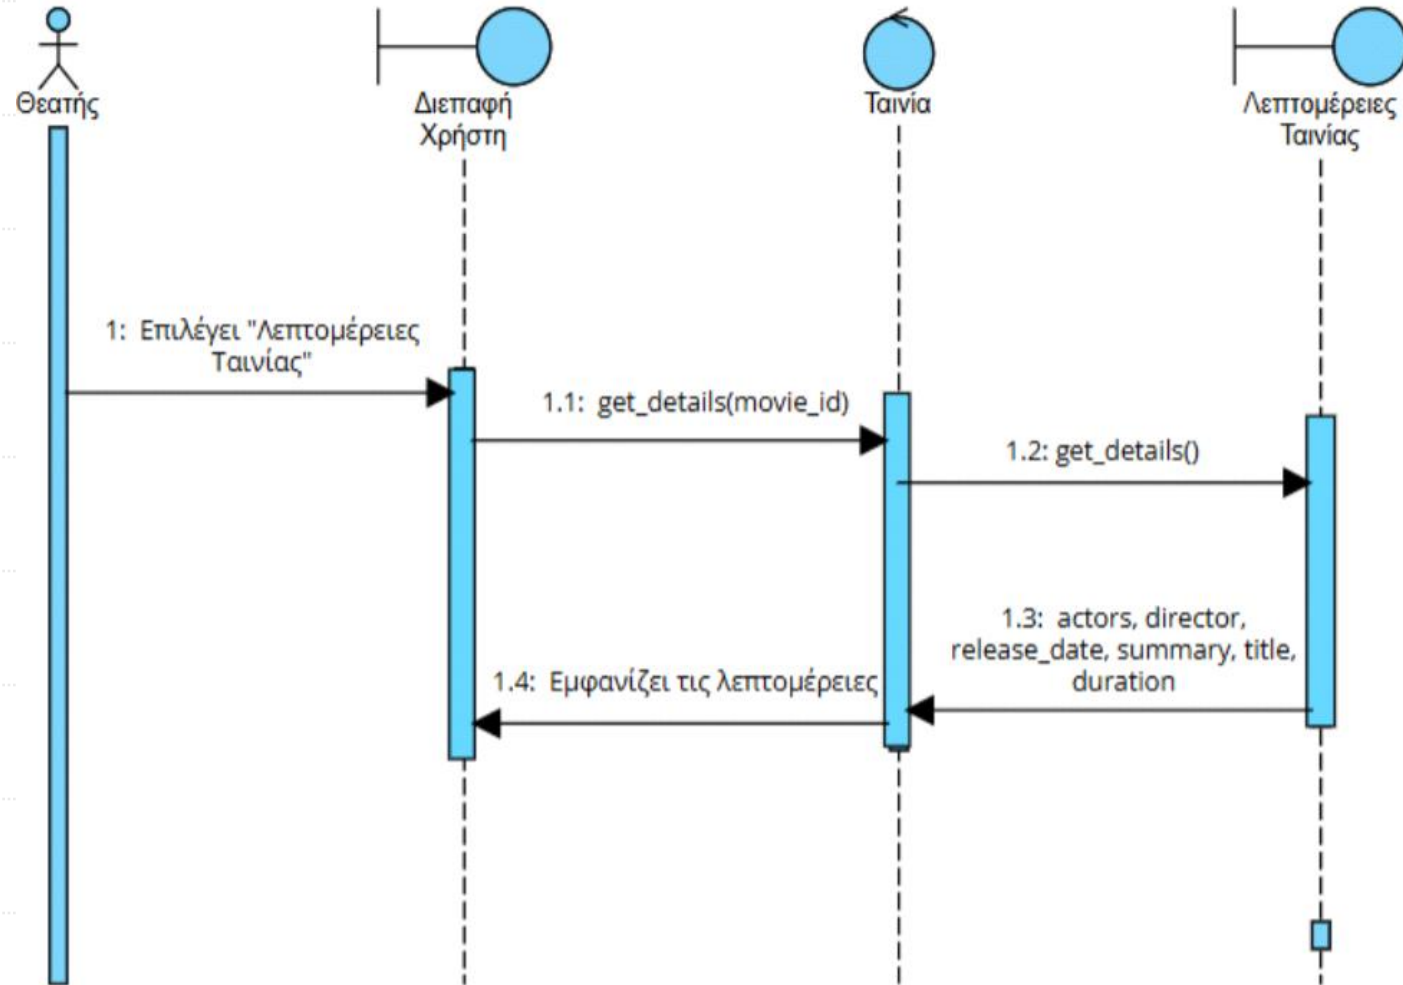 Θεατής
Διεπαφή
Χρήστη
Ταινία
Λεπτομέρειες
Ταινίας
1: Επιλέγει "Λεπτομέρειες
Ταινίας"
1.1: get_details(movie_id)
1.2: get_details()
1.3: actors, director,
release_date, summary, title,
duration
1.4: Εμφανίζει τις λεπτομέρειες